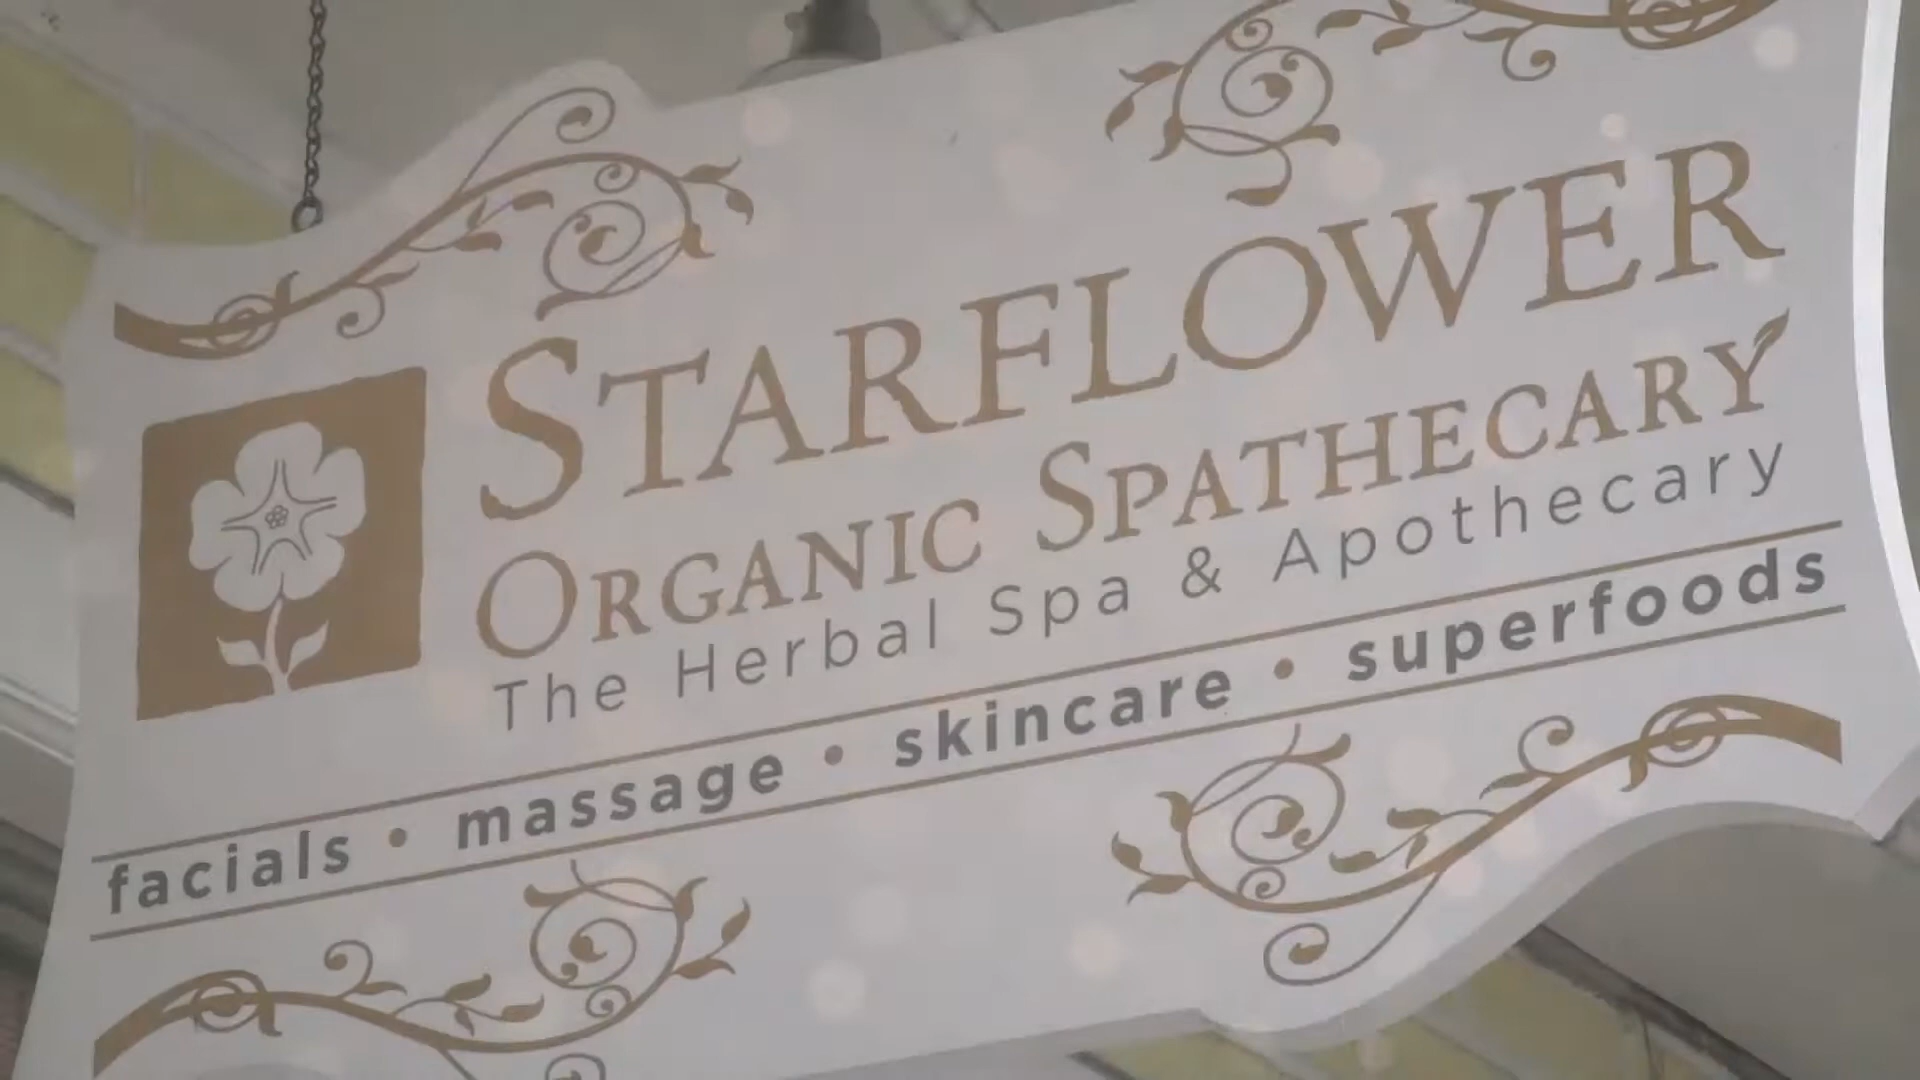 STARFLOWER
ORGANIC SPATHECARY
The Herbal Spa & Apothecary
facials • massage • skincare • superfoods